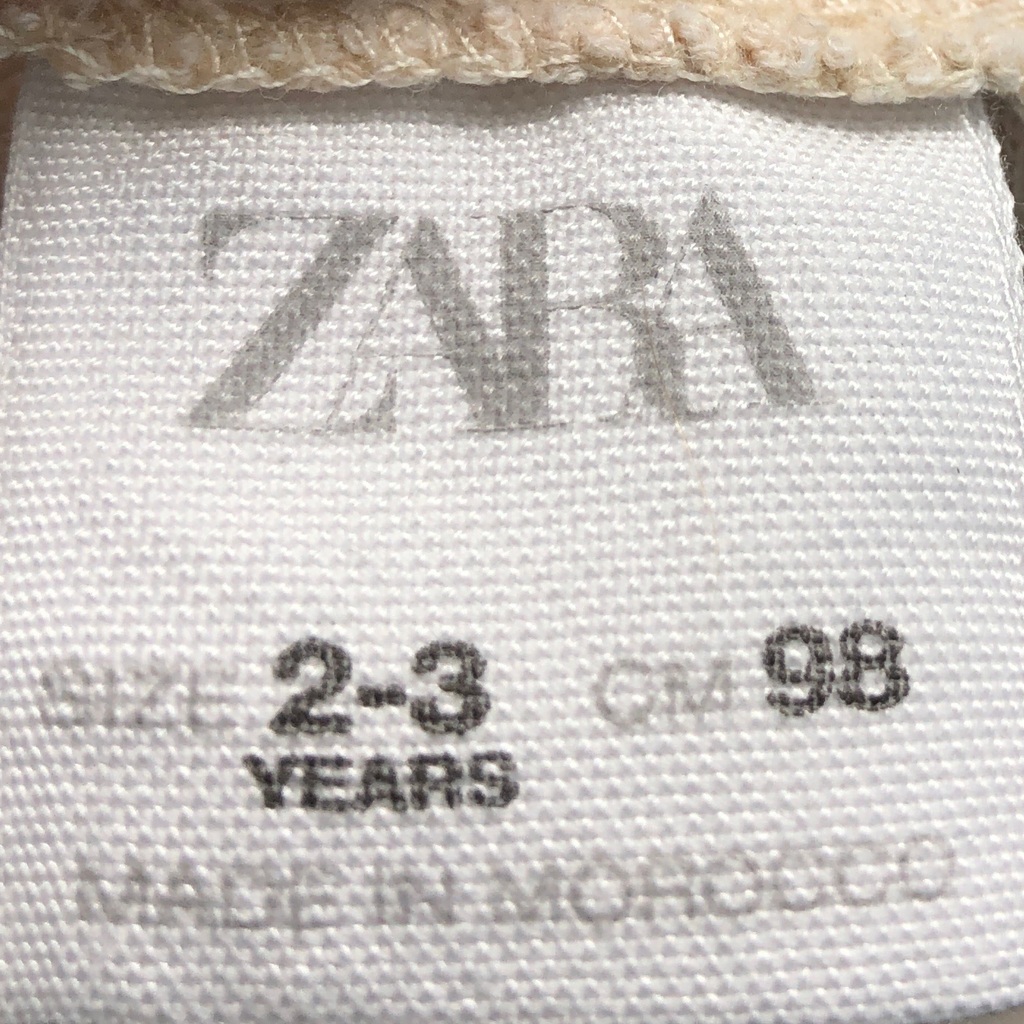 ZARA
SIZE 2-3 CM 98
YEARS
MADE IN MOROCCO